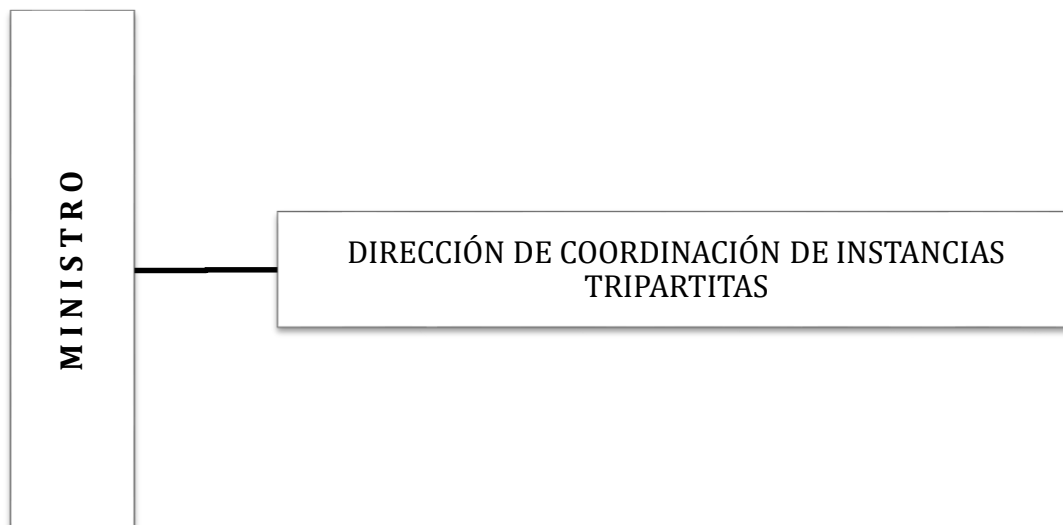 MINISTRO
DIRECCIÓN DE COORDINACIÓN DE INSTANCIAS
TRIPARTITAS